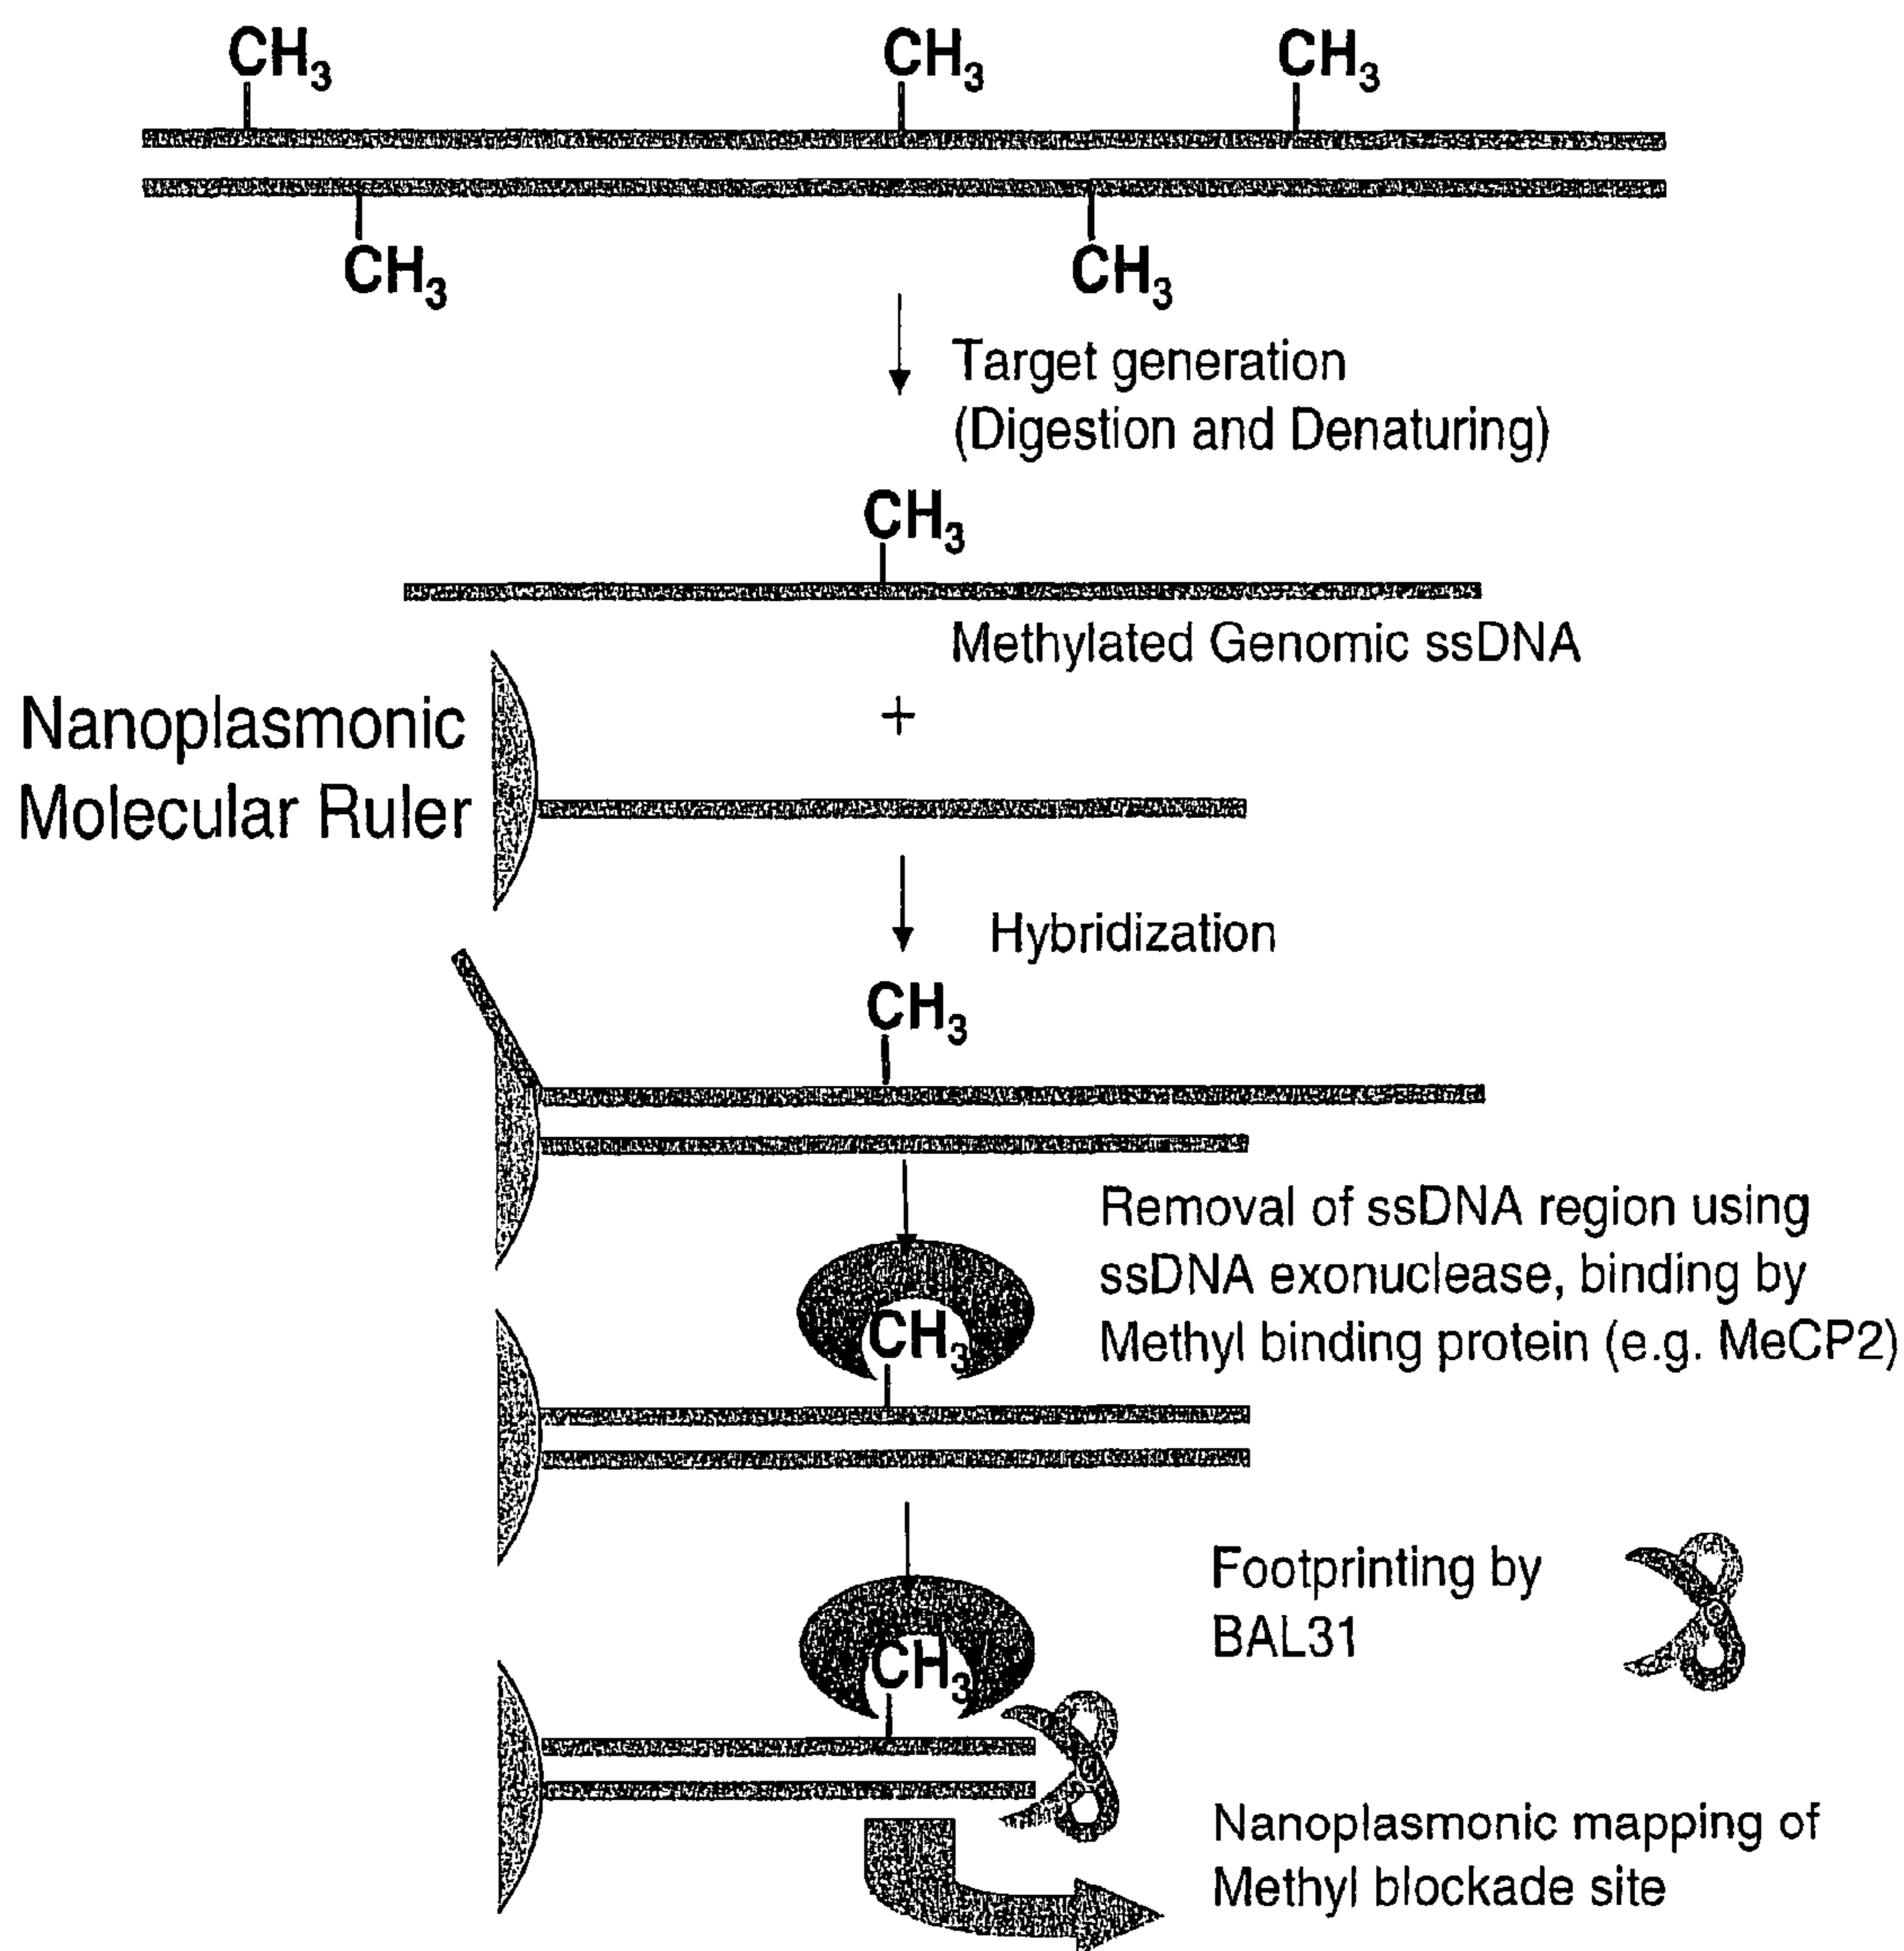 CH3
CH3
CH3
CH3
CH3
Target generation
(Digestion and Denaturing)
CH3
Methylated Genomic ssDNA
+
Nanoplasmonic
Molecular Ruler
Hybridization
CH3
Removal of ssDNA region using
ssDNA exonuclease, binding by
Methyl binding protein (e.g. MeCP2)
CH3
Footprinting by
BAL31
CH3
Nanoplasmonic mapping of
Methyl blockade site